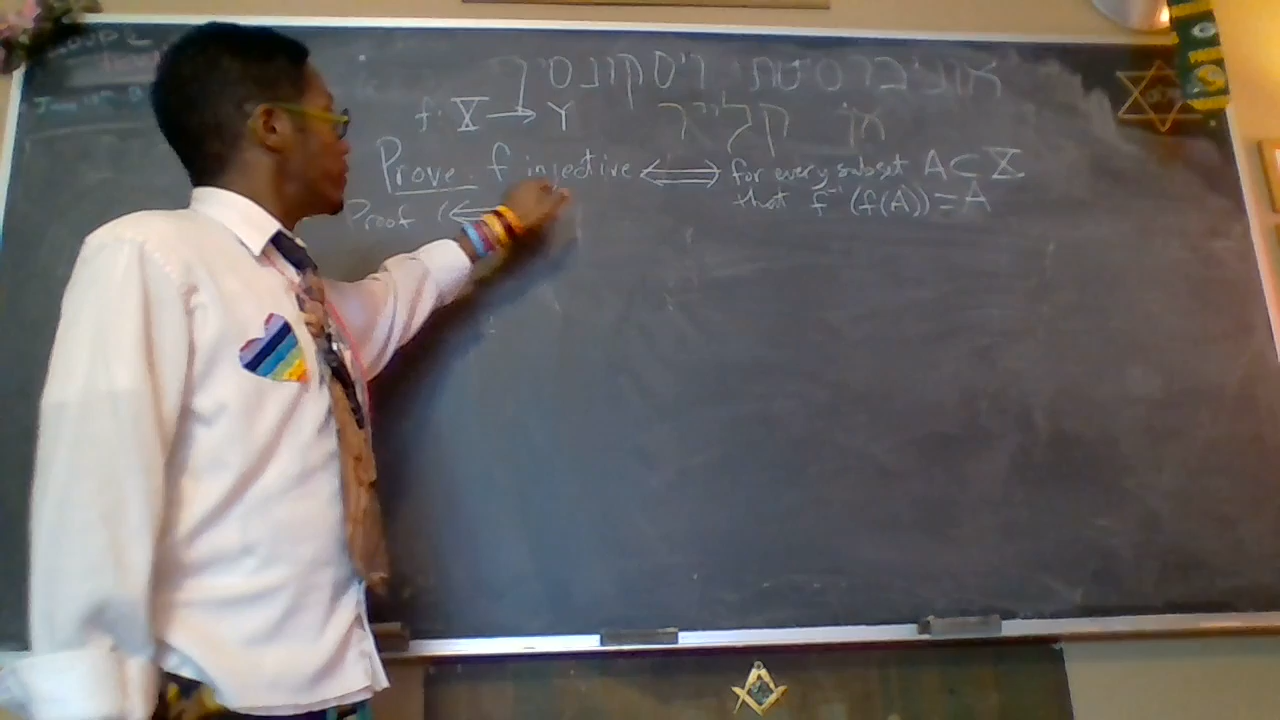 אוניברסיטת ויסקונסין
f: X → Y
או קלייר
Prove. f injective ⟺ for every subset A⊂X
that f⁻¹(f(A))=A
Proof (⟸